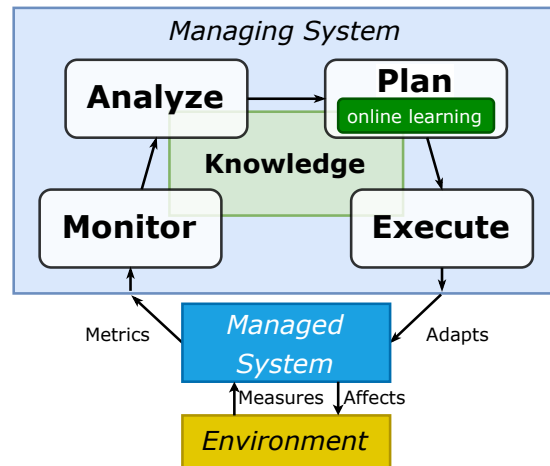 Managing System
Analyze
Plan
online learning
Knowledge
Monitor
Execute
Metrics
Managed
System
Adapts
Measures
Affects
Environment